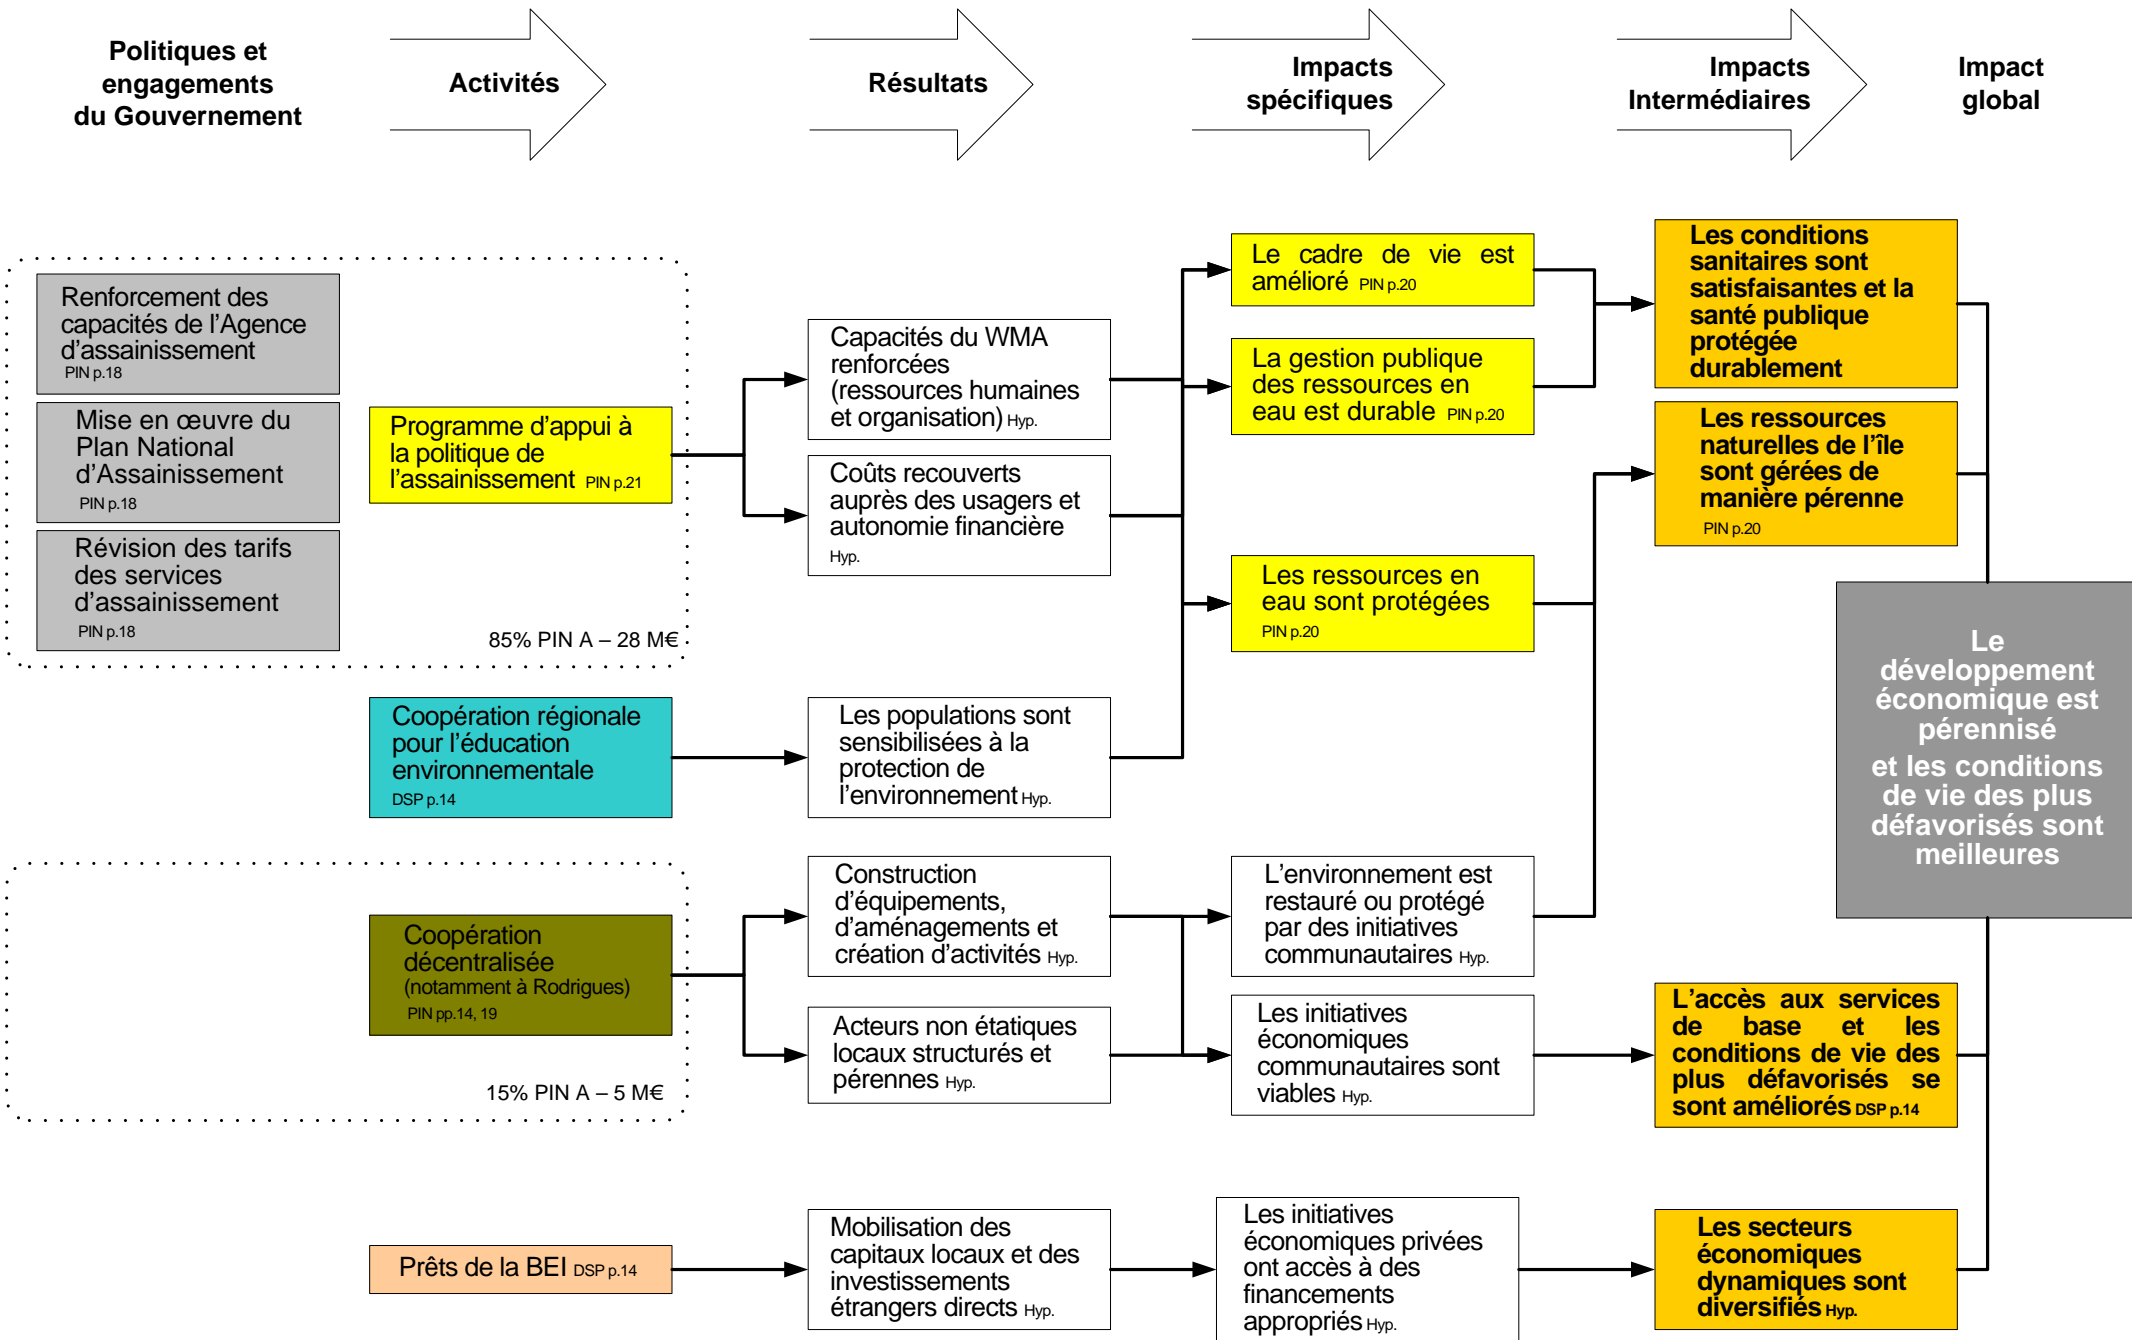 Politiques et
engagements
du Gouvernement
Activités
Résultats
Impacts
spécifiques
Impacts
Intermédiaires
Impact
global
Renforcement des
capacités de l'Agence
d'assainissement
PIN p.18
Mise en œuvre du
Plan National
d'Assainissement
PIN p.18
Révision des tarifs
des services
d'assainissement
PIN p.18
Programme d'appui à
la politique de
l'assainissement PIN p.21
85% PIN A – 28 M€
Coopération régionale
pour l'éducation
environnementale
DSP p.14
Coopération
décentralisée
(notamment à Rodrigues)
PIN pp.14, 19
15% PIN A – 5 M€
Prêts de la BEI DSP p.14
Capacités du WMA
renforcées
(ressources humaines
et organisation) Hyp.
Coûts recouverts
auprès des usagers et
autonomie financière
Hyp.
Les populations sont
sensibilisées à la
protection de
l'environnement Hyp.
Construction
d'équipements,
d'aménagements et
création d'activités Hyp.
Acteurs non étatiques
locaux structurés et
pérennes Hyp.
Mobilisation des
capitaux locaux et des
investissements
étrangers directs Hyp.
Le cadre de vie est
amélioré PIN p.20
La gestion publique
des ressources en
eau est durable PIN p.20
Les ressources en
eau sont protégées
PIN p.20
L'environnement est
restauré ou protégé
par des initiatives
communautaires Hyp.
Les initiatives
économiques
communautaires sont
viables Hyp.
Les initiatives
économiques privées
ont accès à des
financements
appropriés Hyp.
Les conditions
sanitaires sont
satisfaisantes et la
santé publique
protégée
durablement
Les ressources
naturelles de l'île
sont gérées de
manière pérenne
PIN p.20
L'accès aux services
de base et les
conditions de vie des
plus défavorisés se
sont améliorés DSP p.14
Les secteurs
économiques
dynamiques sont
diversifiés Hyp.
Le
développement
économique est
pérennisé
et les conditions
de vie des plus
défavorisés sont
meilleures